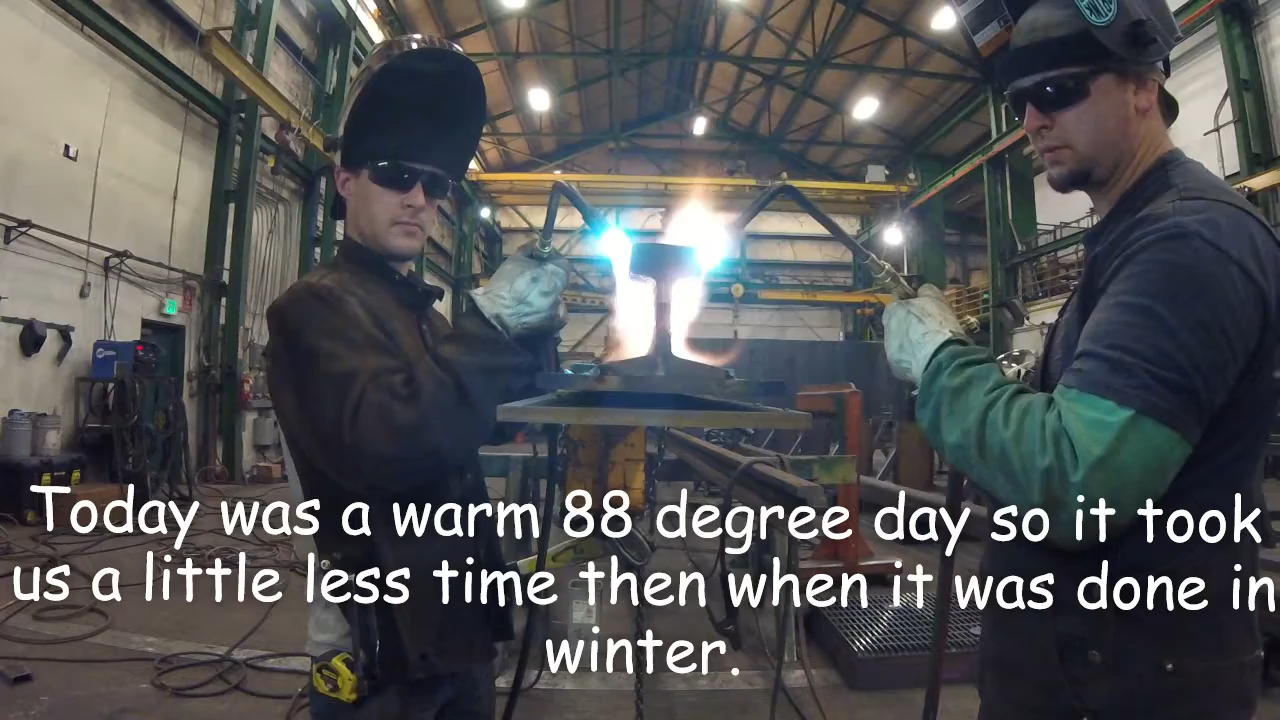 Today was a warm 88 degree day so it took
us a little less time then when it was done in
winter.